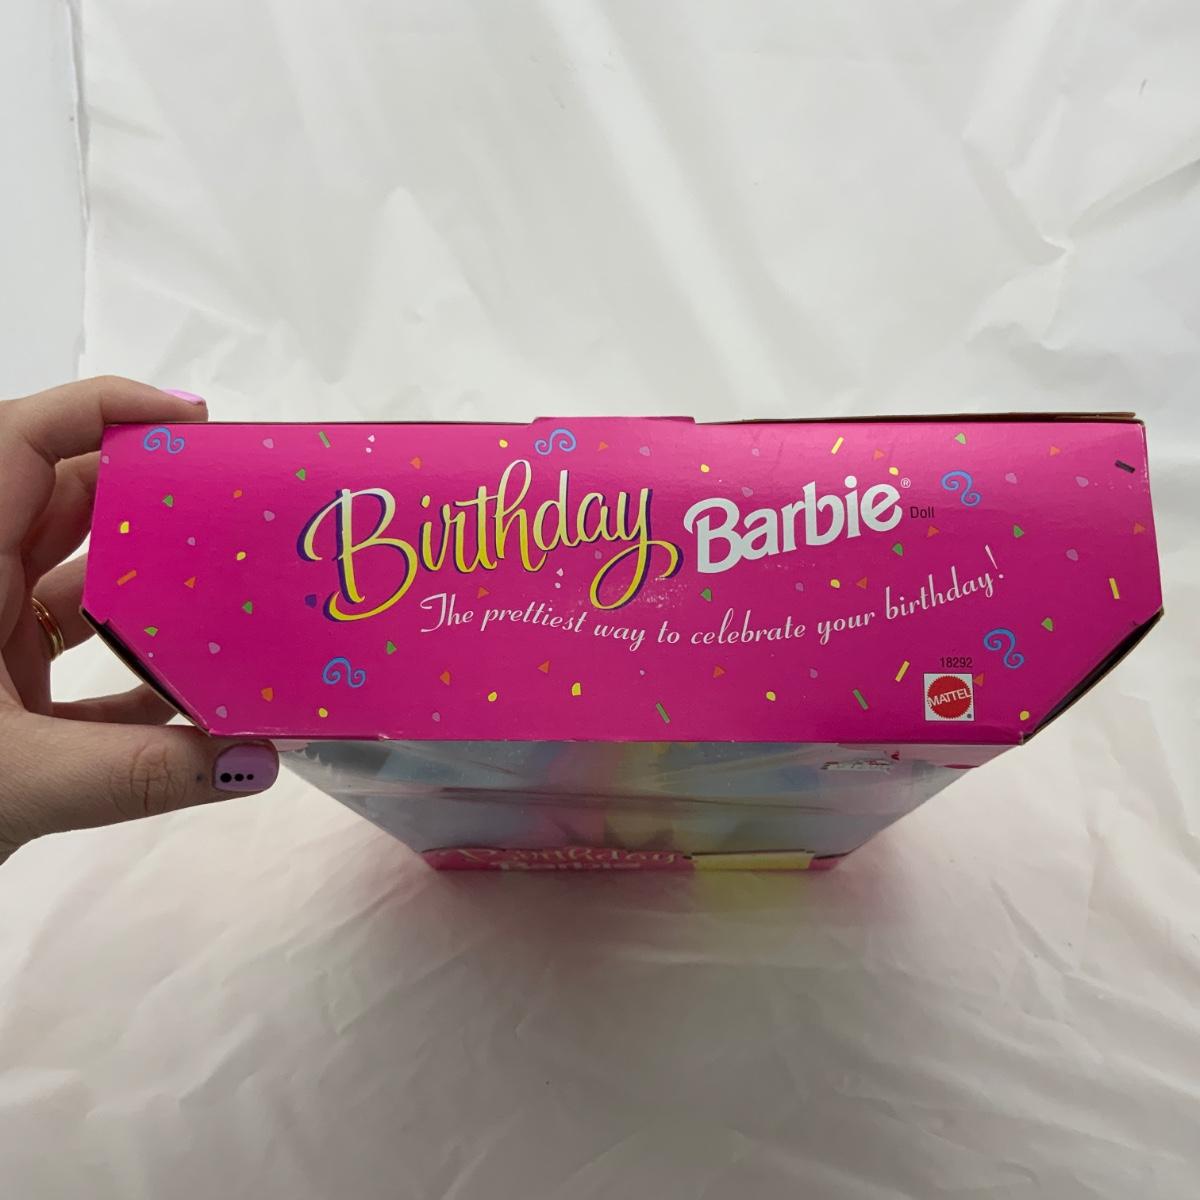 Birthday Barbie® Doll
The prettiest way to celebrate your birthday!
18292
MATTEL®
Birthday
Barbie